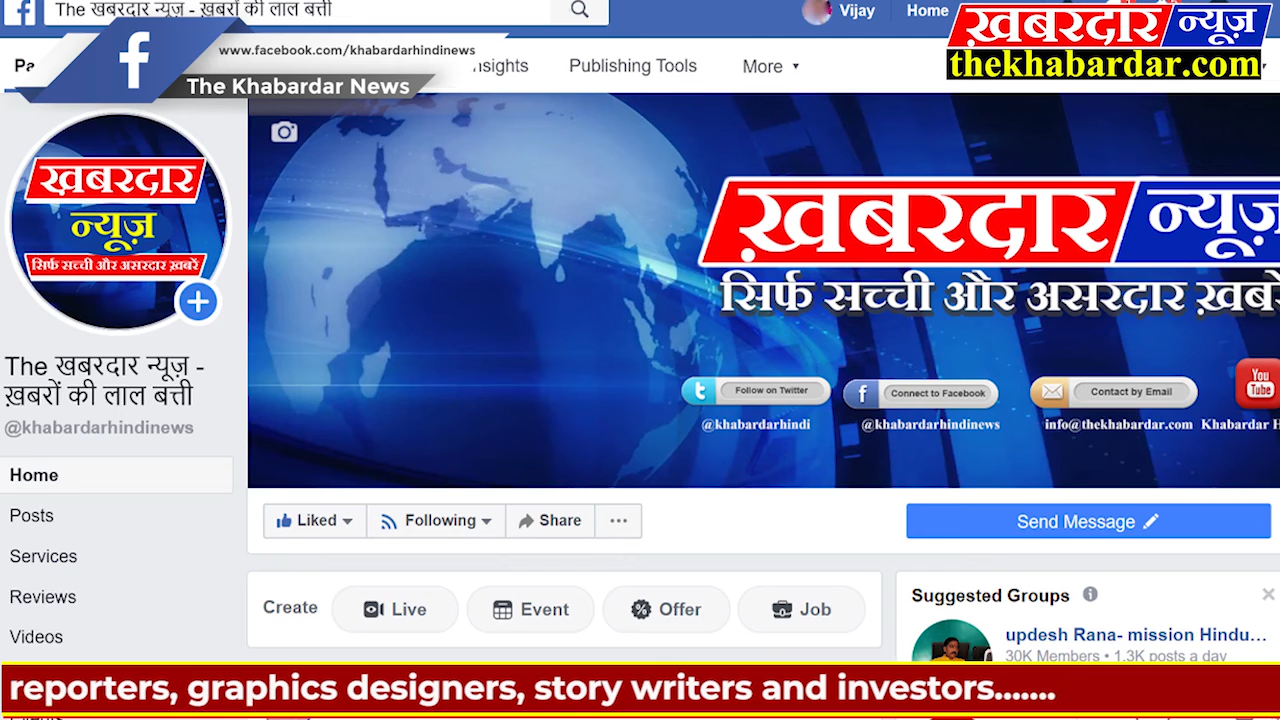 The खबरदार न्यूज़ - ख़बरों की लाल बत्ती
Vijay
Home
ख़बरदार न्यूज़
thekhabardar.com
www.facebook.com/khabardarhindinews
The Khabardar News
Publishing Tools
More
ख़बरदार
न्यूज़
सिर्फ सच्ची और असरदार ख़बरें
ख़बरदार न्यूज़
सिर्फ सच्ची और असरदार ख़बरें
Follow on Twitter
Connect to Facebook
Contact by Email
You
Tube
@khabardarhindi
@khabardarhindinews
info@thekhabardar.com
Khabardar H
The खबरदार न्यूज़ -
ख़बरों की लाल बत्ती
@khabardarhindinews
Home
Posts
Services
Reviews
Videos
Liked
Following
Share
Send Message
Create
Live
Event
Offer
Job
Suggested Groups
updesh Rana- mission Hindu...
30K Members • 1.3K posts a day
reporters, graphics designers, story writers and investors.......